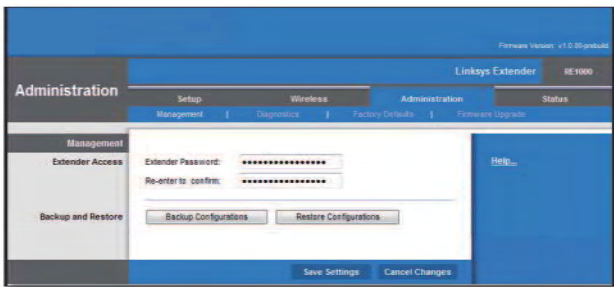 Firmware Version: v1.0.00-prebuild
Linksys Extender RE1000
Administration
Setup Wireless Administration Status
Management | Diagnostics | Factory Defaults | Firmware Upgrade
Management
Extender Access Extender Password: •••••••••••••••• Help...
Re-enter to confirm: ••••••••••••••••
Backup and Restore Backup Configurations Restore Configurations
Save Settings Cancel Changes